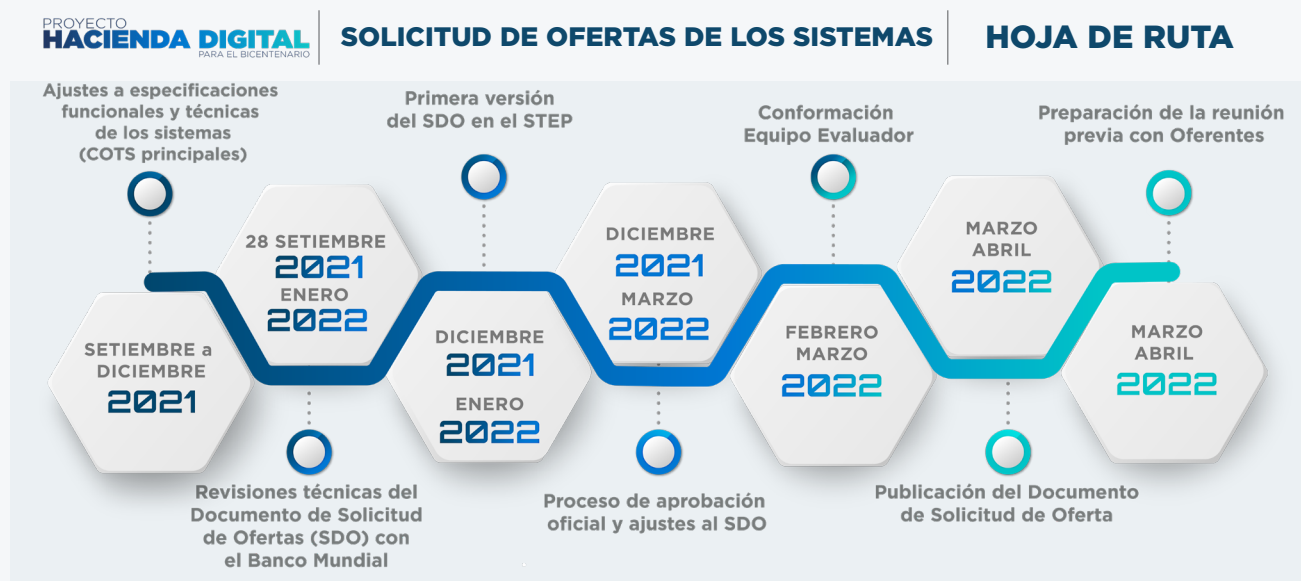 PROYECTO
HACIENDA DIGITAL
PARA EL BICENTENARIO
SOLICITUD DE OFERTAS DE LOS SISTEMAS
HOJA DE RUTA
Ajustes a especificaciones
funcionales y técnicas
de los sistemas
(COTS principales)
SETIEMBRE a
DICIEMBRE
2021
28 SETIEMBRE
2021
ENERO
2022
Revisiones técnicas del
Documento de Solicitud
de Ofertas (SDO) con
el Banco Mundial
Primera versión
del SDO en el STEP
DICIEMBRE
2021
ENERO
2022
DICIEMBRE
2021
MARZO
2022
Proceso de aprobación
oficial y ajustes al SDO
Conformación
Equipo Evaluador
FEBRERO
MARZO
2022
MARZO
ABRIL
2022
Publicación del Documento
de Solicitud de Oferta
Preparación de la reunión
previa con Oferentes
MARZO
ABRIL
2022